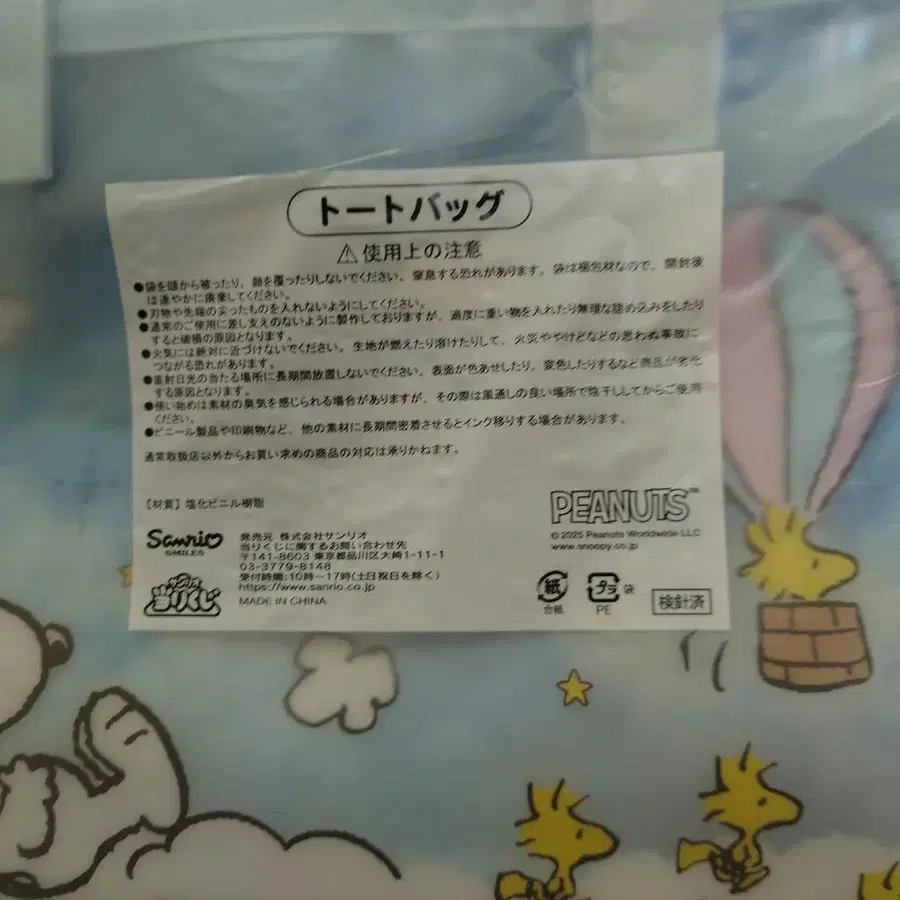 トートバッグ
⚠使用上の注意
●袋を頭から被ったり、顔を覆ったりしないでください。窒息する恐れがあります。袋は梱包材なので、開封後
は速やかに廃棄してください。
●刃物や先端の尖ったものを入れないようにしてください。
●通常のご使用に差し支えのないように製作しておりますが、過度に重い物を入れたり無理な詰め込みをしたり
すると破損の原因となります。
●火気には絶対に近づけないでください。生地が燃えたり溶けたりして、火災ややけどなどの思わぬ事故に
つながる恐れがあります。
●直射日光の当たる場所に長期間放置しないでください。表面が色あせしたり、変色したりするなど商品が劣化
する原因となります。
●使い始めは素材の臭気を感じられる場合がありますが、その際は風通しの良い場所で陰干ししてからご使用
ください。
●ビニール製品や印刷物など、他の素材に長期間密着させるとインク移りする場合があります。
通常取扱店以外からお買い求めの商品の対応は承りかねます。
【材質】塩化ビニル樹脂
PEANUTS™
© 2025 Peanuts Worldwide LLC
www.snoopy.co.jp
Sanrio
SMILES
発売元 株式会社サンリオ
当りくじに関するお問い合わせ先
〒141-8603 東京都品川区大崎1-11-1
03-3779-8148
受付時間:10時〜17時(土日祝日を除く)
https://www.sanrio.co.jp
MADE IN CHINA
サンリオ
当りくじ
紙
台紙
プラ
袋
PE
検針済